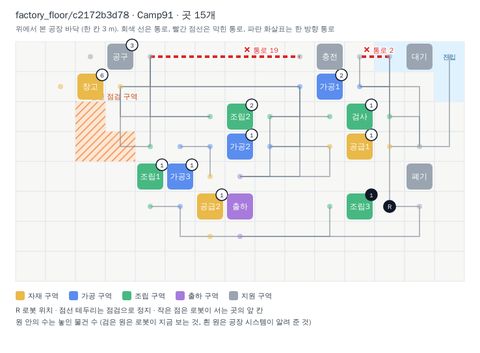 factory_floor/c2172b3d78 · Camp91 · 곳 15개
위에서 본 공장 바닥 (한 칸 3 m). 회색 선은 통로, 빨간 점선은 막힌 통로, 파란 화살표는 한 방향 통로
공구 3
✕ 통로 19
충전
✕ 통로 2
대기
진입
창고 6
점검 구역
가공1 2
조립2 2
검사 1
가공2 1
공급1 1
조립1 1
가공3 1
폐기
공급2 1
출하
조립3 1
R
자재 구역
가공 구역
조립 구역
출하 구역
지원 구역
R 로봇 위치 · 점선 테두리는 점검으로 정지 · 작은 점은 로봇이 서는 곳의 앞 칸
원 안의 수는 놓인 물건 수 (검은 원은 로봇이 지금 보는 것, 흰 원은 공장 시스템이 알려 준 것)